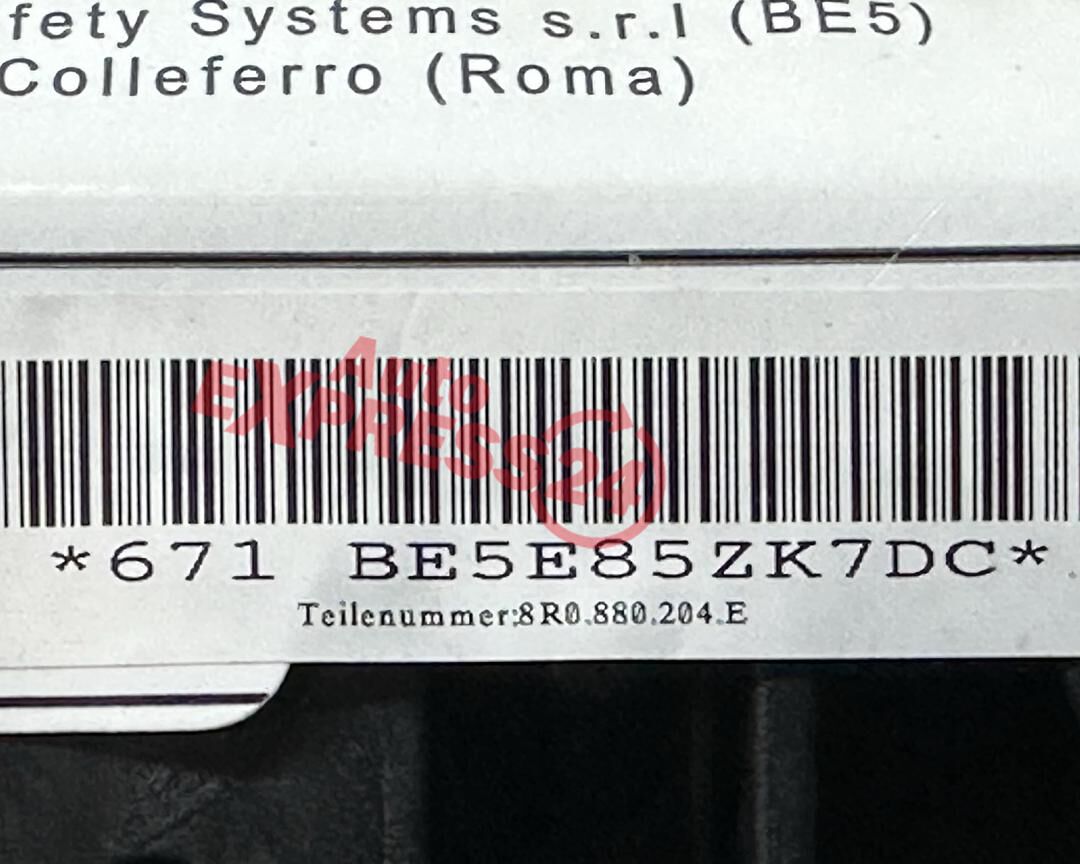 fety Systems s.r.l (BE5)
Colleferro (Roma)
Auto
EXPRESS24
*671 BE5E85ZK7DC*
Teilenummer:8R0.880.204.E